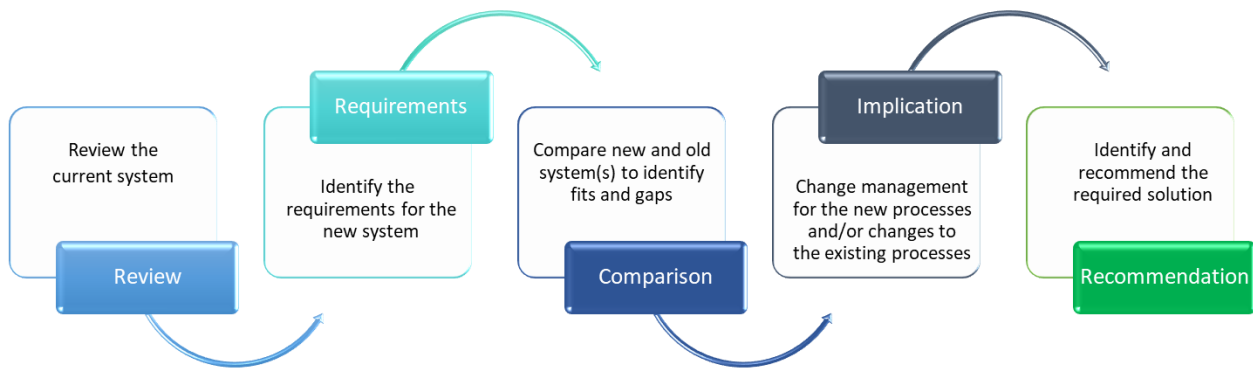 Review the
current system
Review
Requirements
Identify the
requirements for the
new system
Compare new and old
system(s) to identify
fits and gaps
Comparison
Implication
Change management
for the new processes
and/or changes to
the existing processes
Identify and
recommend the
required solution
Recommendation